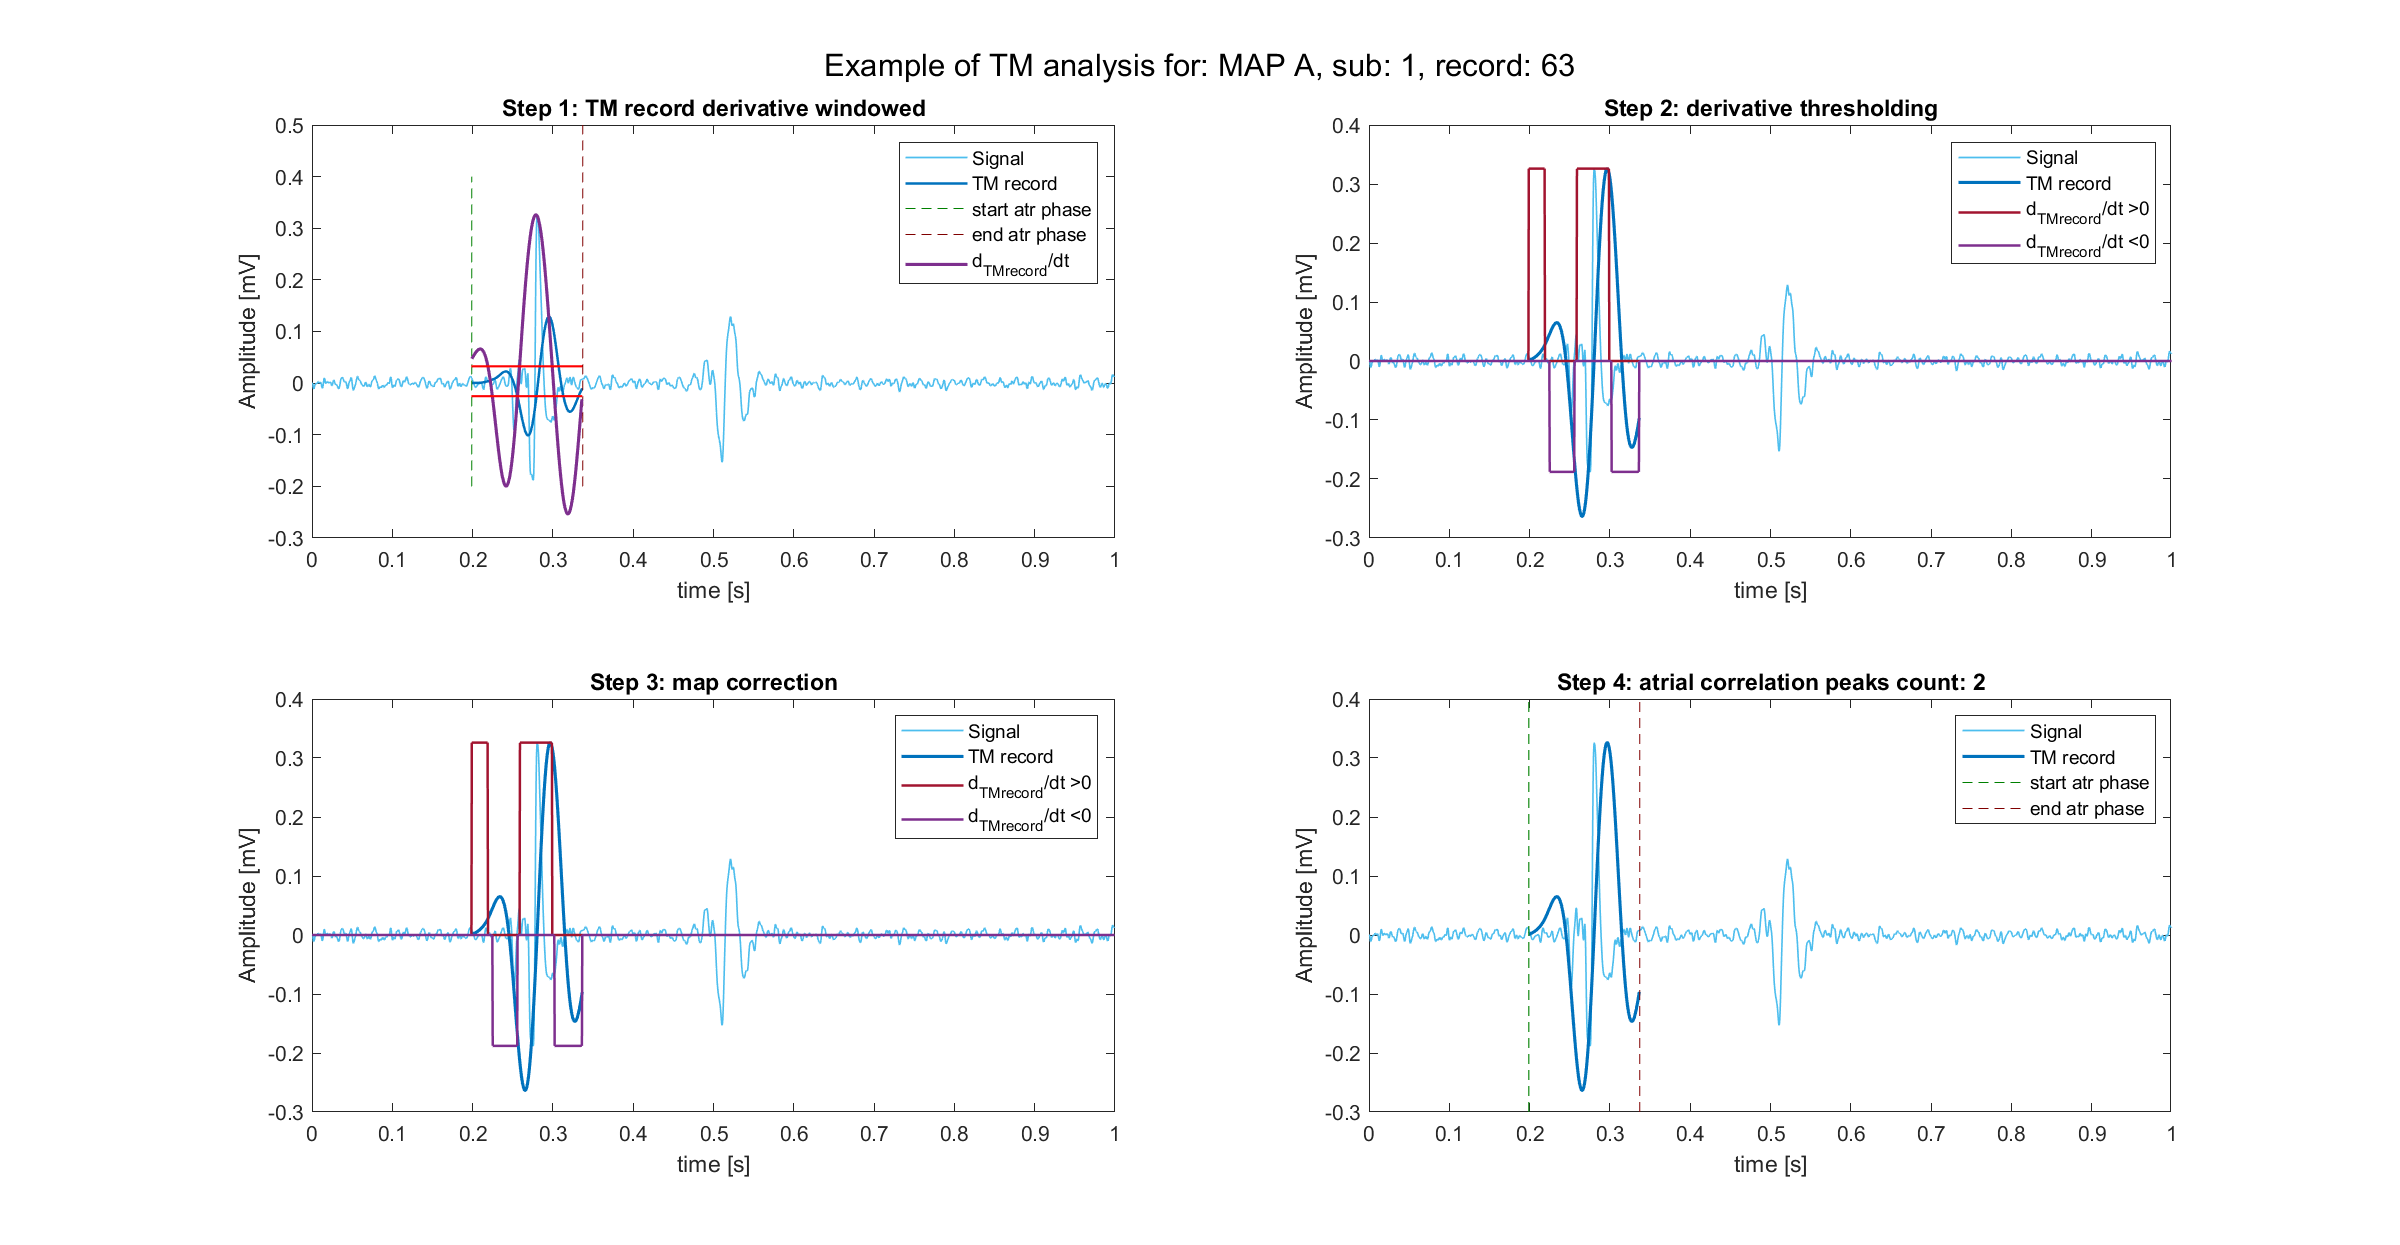 Example of TM analysis for: MAP A, sub: 1, record: 63
Step 1: TM record derivative windowed
Amplitude [mV]
0.5
0.4
0.3
0.2
0.1
0
-0.1
-0.2
-0.3
Signal
TM record
start atr phase
end atr phase
dTMrecord/dt
0 0.1 0.2 0.3 0.4 0.5 0.6 0.7 0.8 0.9 1
time [s]
Step 2: derivative thresholding
Amplitude [mV]
0.4
0.3
0.2
0.1
0
-0.1
-0.2
-0.3
Signal
TM record
dTMrecord/dt >0
dTMrecord/dt <0
0 0.1 0.2 0.3 0.4 0.5 0.6 0.7 0.8 0.9 1
time [s]
Step 3: map correction
Amplitude [mV]
0.4
0.3
0.2
0.1
0
-0.1
-0.2
-0.3
Signal
TM record
dTMrecord/dt >0
dTMrecord/dt <0
0 0.1 0.2 0.3 0.4 0.5 0.6 0.7 0.8 0.9 1
time [s]
Step 4: atrial correlation peaks count: 2
Amplitude [mV]
0.4
0.3
0.2
0.1
0
-0.1
-0.2
-0.3
Signal
TM record
start atr phase
end atr phase
0 0.1 0.2 0.3 0.4 0.5 0.6 0.7 0.8 0.9 1
time [s]